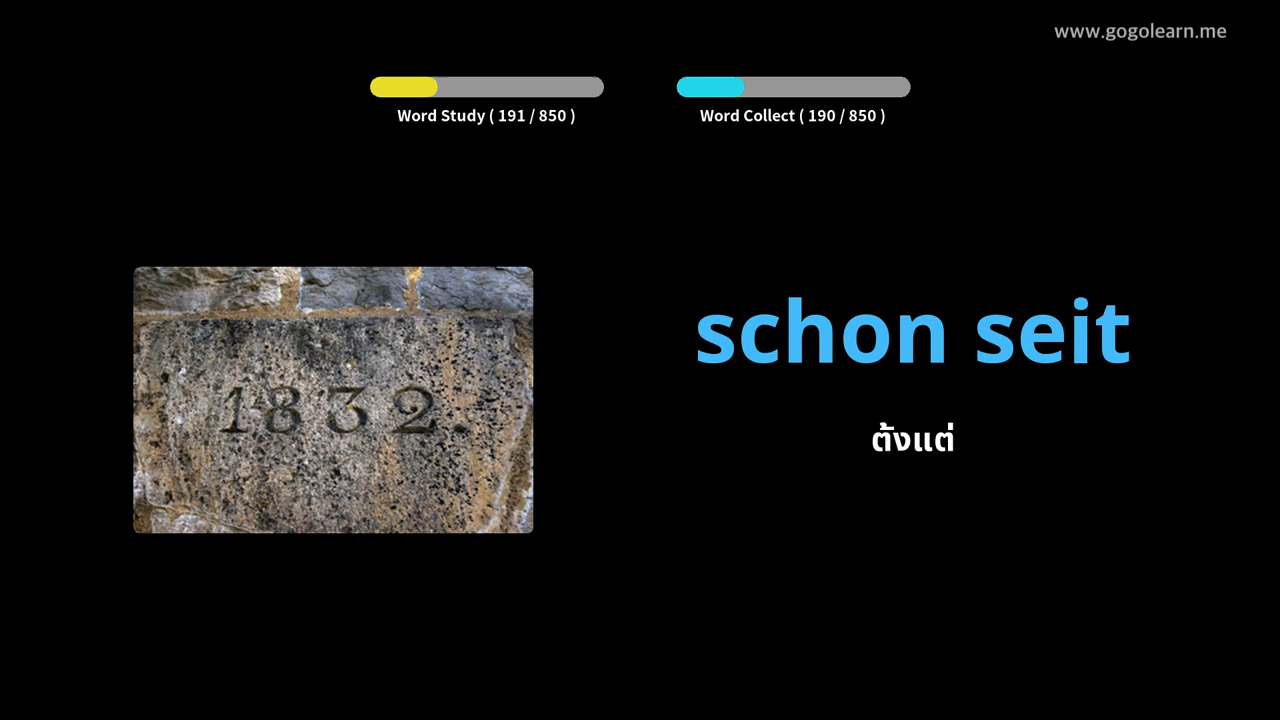 www.gogolearn.me
Word Study ( 191 / 850 )
Word Collect ( 190 / 850 )
1832
schon seit
ตั้งแต่